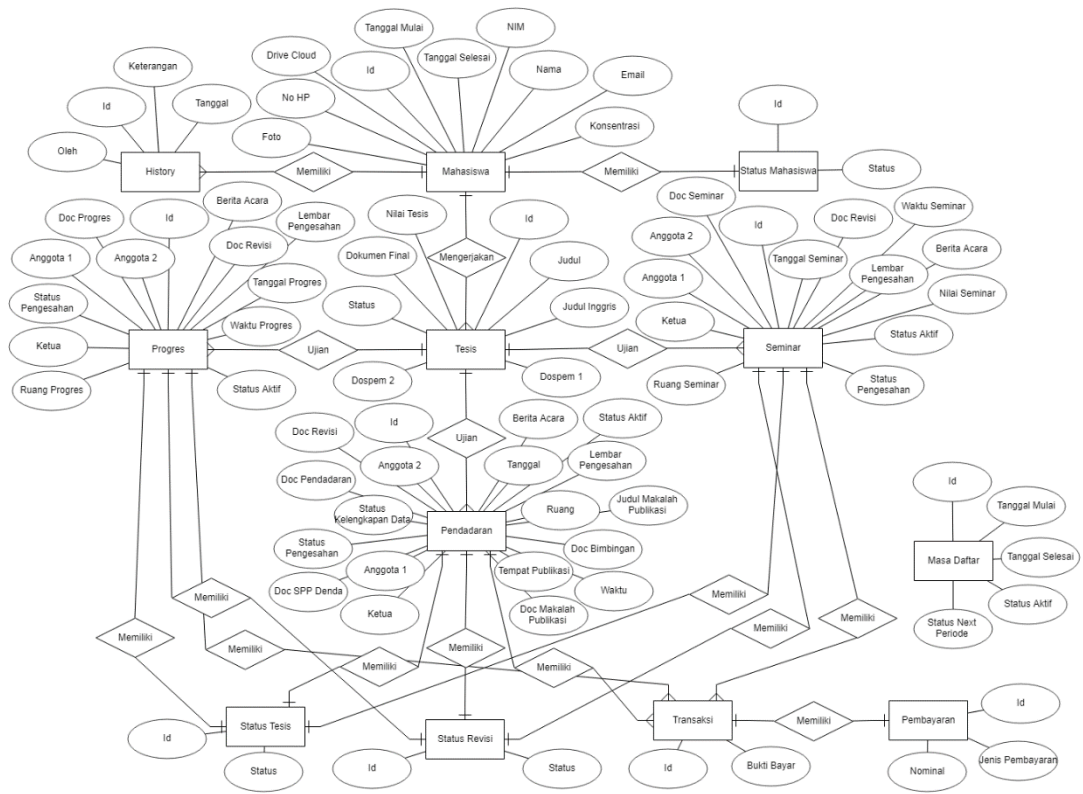 Tanggal Mulai
NIM
Drive Cloud
Id
Tanggal Selesai
Keterangan
Nama
Email
Id
Tanggal
No HP
Id
Foto
Konsentrasi
Oleh
History
Memiliki
Mahasiswa
Memiliki
Status Mahasiswa
Status
Doc Progres
Id
Berita Acara
Lembar
Pengesahan
Nilai Tesis
Id
Doc Seminar
Id
Doc Revisi
Waktu Seminar
Anggota 1
Anggota 2
Doc Revisi
Dokumen Final
Mengerjakan
Judul
Anggota 2
Tanggal Seminar
Berita Acara
Anggota 1
Lembar
Pengesahan
Status
Pengesahan
Tanggal Progres
Status
Judul Inggris
Nilai Seminar
Ketua
Waktu Progres
Ketua
Status Aktif
Progres
Ujian
Tesis
Ujian
Seminar
Ruang Progres
Status Aktif
Dospem 2
Dospem 1
Ruang Seminar
Status
Pengesahan
Doc Revisi
Id
Ujian
Berita Acara
Status Aktif
Anggota 2
Tanggal
Lembar
Pengesahan
Doc Pendadaran
Id
Status
Kelengkapan Data
Ruang
Judul Makalah
Publikasi
Tanggal Mulai
Pendadaran
Status
Pengesahan
Doc Bimbingan
Masa Daftar
Tanggal Selesai
Anggota 1
Tempat Publikasi
Doc SPP Denda
Waktu
Memiliki
Memiliki
Status Aktif
Ketua
Doc Makalah
Publikasi
Memiliki
Status Next
Periode
Memiliki
Memiliki
Memiliki
Memiliki
Memiliki
Memiliki
Memiliki
Id
Status Tesis
Status Revisi
Transaksi
Memiliki
Pembayaran
Id
Status
Id
Status
Id
Bukti Bayar
Nominal
Jenis Pembayaran